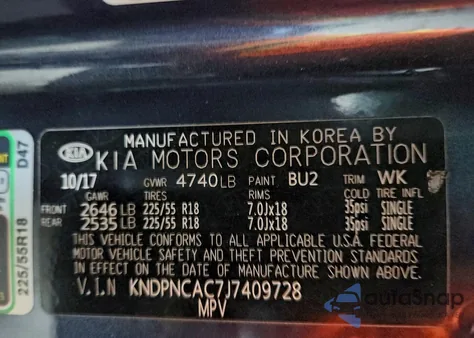 MANUFACTURED IN KOREA BY
KIA KIA MOTORS CORPORATION
10/17 GVWR 4740LB PAINT BU2 TRIM WK
GAWR TIRES RIMS COLD TIRE INFL
FRONT 2646 LB 225/55 R18 7.0Jx18 35psi SINGLE
REAR 2535 LB 225/55 R18 7.0Jx18 35psi SINGLE
THIS VEHICLE CONFORMS TO ALL APPLICABLE U.S.A. FEDERAL
MOTOR VEHICLE SAFETY, BUMPER, AND THEFT PREVENTION STANDARDS
IN EFFECT ON THE DATE OF MANUFACTURE SHOWN ABOVE.
V.I.N KNDPNCAC7J7409728
MPV
225/55R18 D47
autoSnap